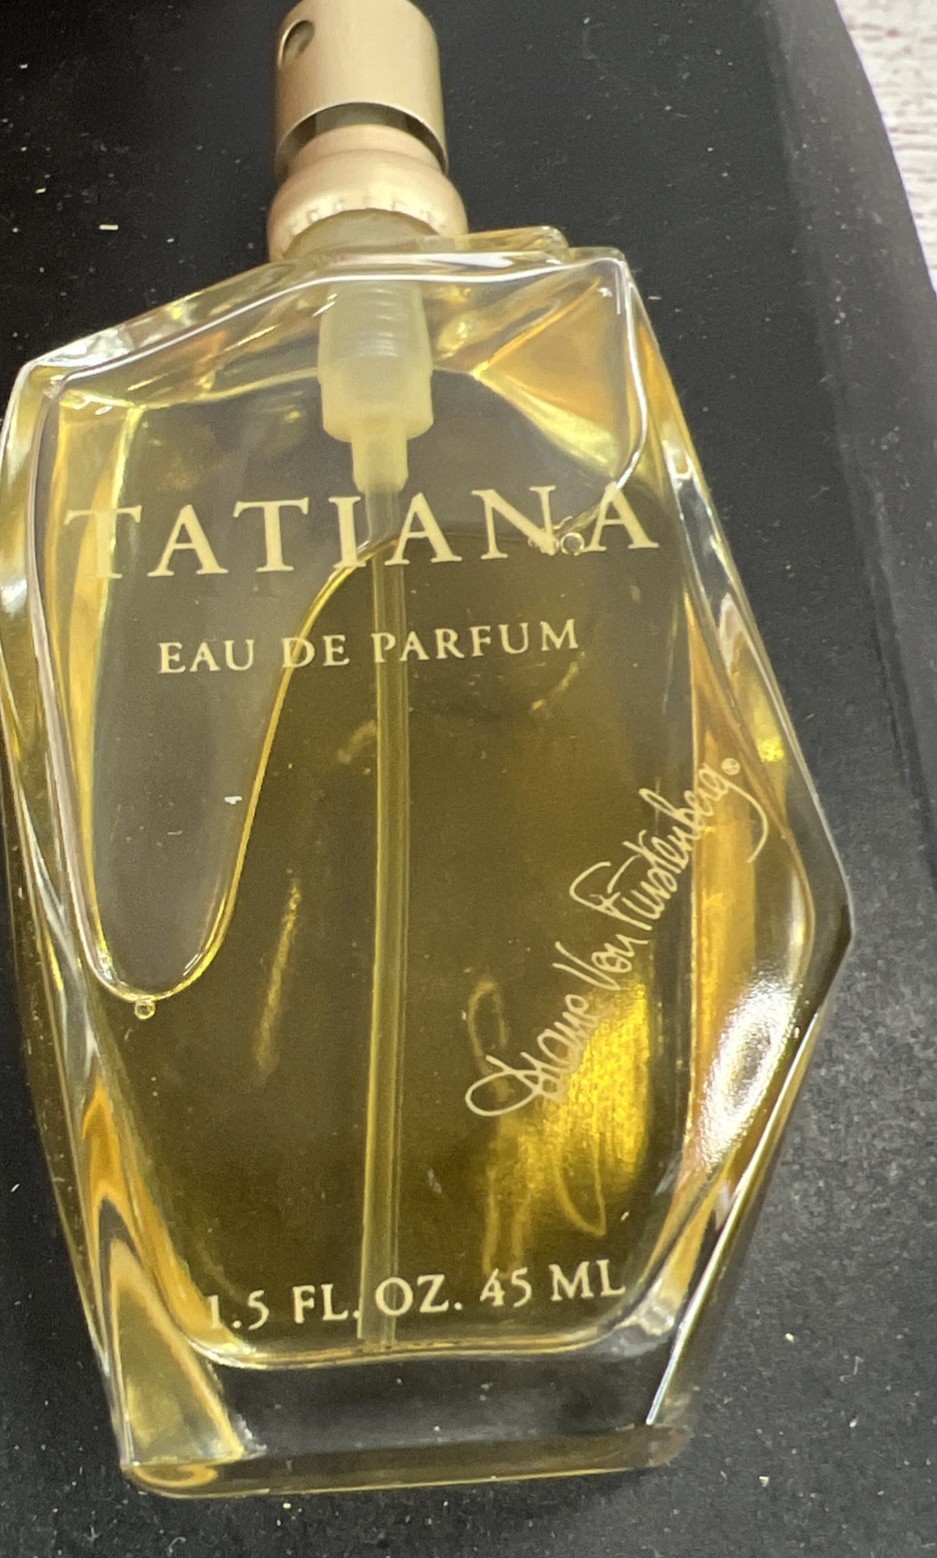 TATIANA
EAU DE PARFUM
Diane Von Furstenberg®
1.5 FL. OZ. 45 ML